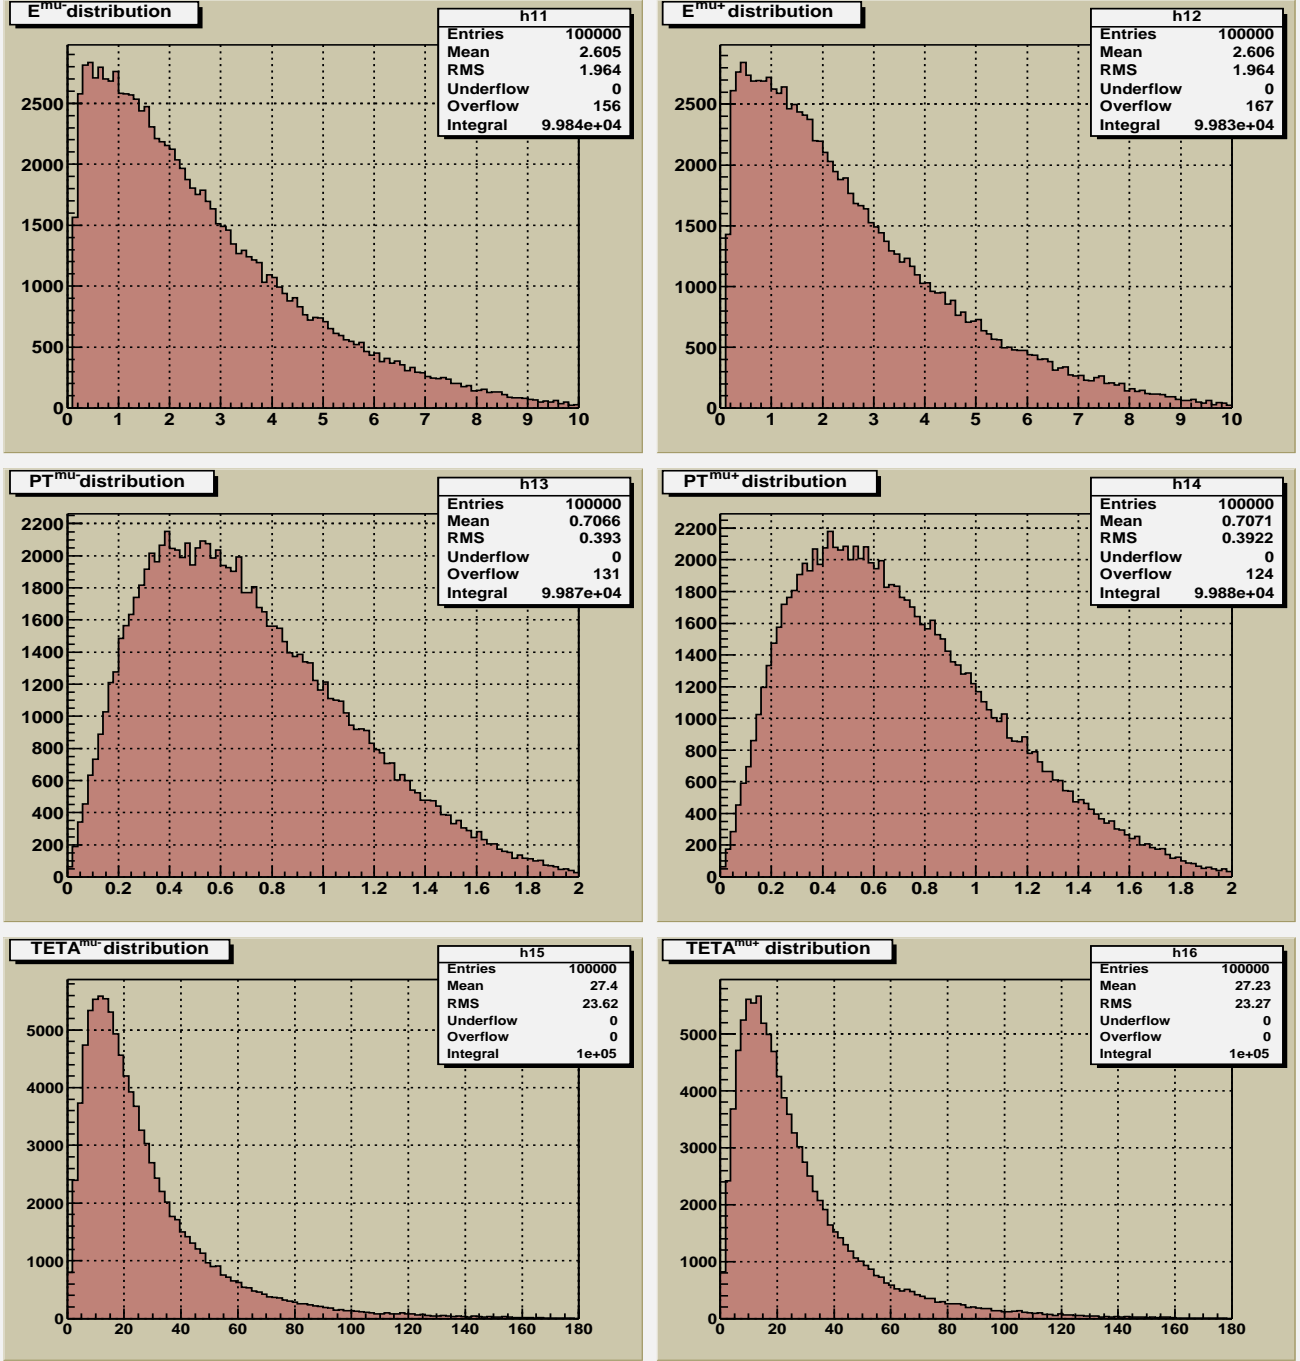 E^mu- distribution
h11
Entries 100000
Mean 2.605
RMS 1.964
Underflow 0
Overflow 156
Integral 9.984e+04
2500
2000
1500
1000
500
0
0 1 2 3 4 5 6 7 8 9 10
E^mu+ distribution
h12
Entries 100000
Mean 2.606
RMS 1.964
Underflow 0
Overflow 167
Integral 9.983e+04
2500
2000
1500
1000
500
0
0 1 2 3 4 5 6 7 8 9 10
PT^mu- distribution
h13
Entries 100000
Mean 0.7066
RMS 0.393
Underflow 0
Overflow 131
Integral 9.987e+04
2200
2000
1800
1600
1400
1200
1000
800
600
400
200
0
0 0.2 0.4 0.6 0.8 1 1.2 1.4 1.6 1.8 2
PT^mu+ distribution
h14
Entries 100000
Mean 0.7071
RMS 0.3922
Underflow 0
Overflow 124
Integral 9.988e+04
2200
2000
1800
1600
1400
1200
1000
800
600
400
200
0
0 0.2 0.4 0.6 0.8 1 1.2 1.4 1.6 1.8 2
TETA^mu- distribution
h15
Entries 100000
Mean 27.4
RMS 23.62
Underflow 0
Overflow 0
Integral 1e+05
5000
4000
3000
2000
1000
0
0 20 40 60 80 100 120 140 160 180
TETA^mu+ distribution
h16
Entries 100000
Mean 27.23
RMS 23.27
Underflow 0
Overflow 0
Integral 1e+05
5000
4000
3000
2000
1000
0
0 20 40 60 80 100 120 140 160 180